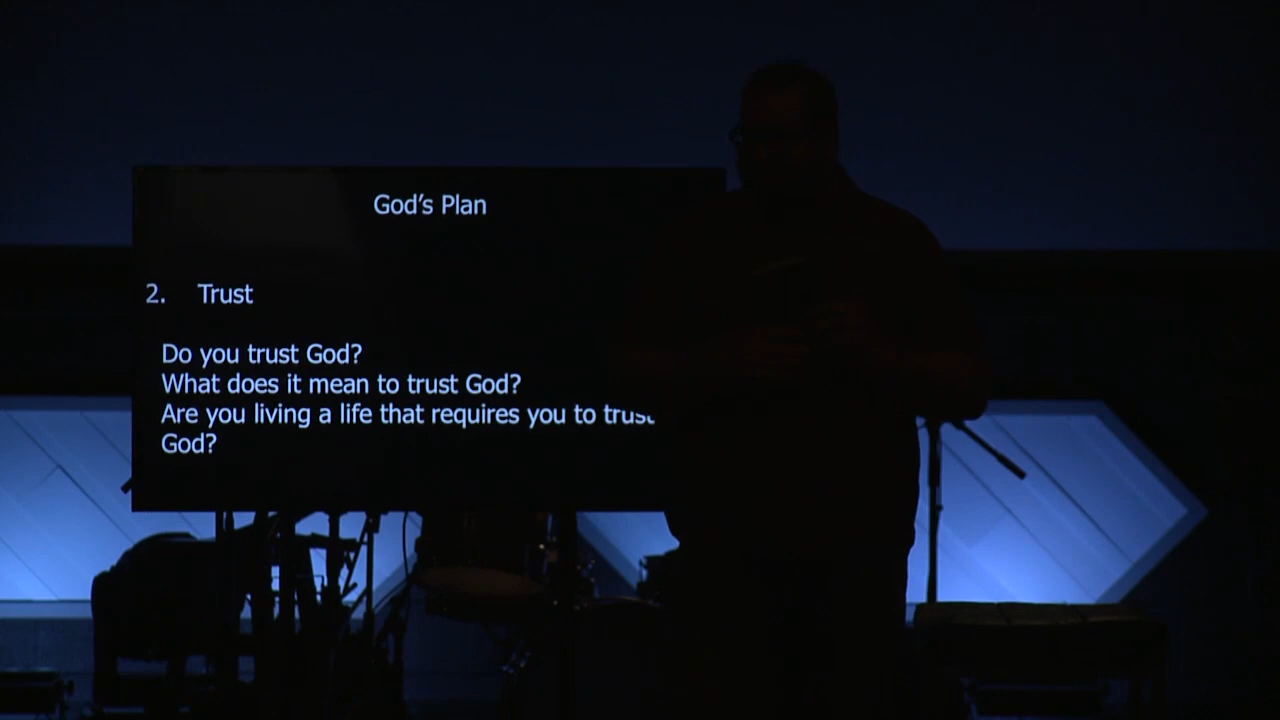 God's Plan
2. Trust
Do you trust God?
What does it mean to trust God?
Are you living a life that requires you to trust
God?